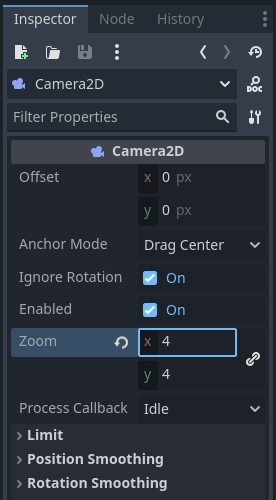 Inspector Node History
Camera2D
DOC
Filter Properties
Camera2D
Offset x 0 px
y 0 px
Anchor Mode Drag Center
Ignore Rotation On
Enabled On
Zoom x 4
y 4
Process Callback Idle
Limit
Position Smoothing
Rotation Smoothing